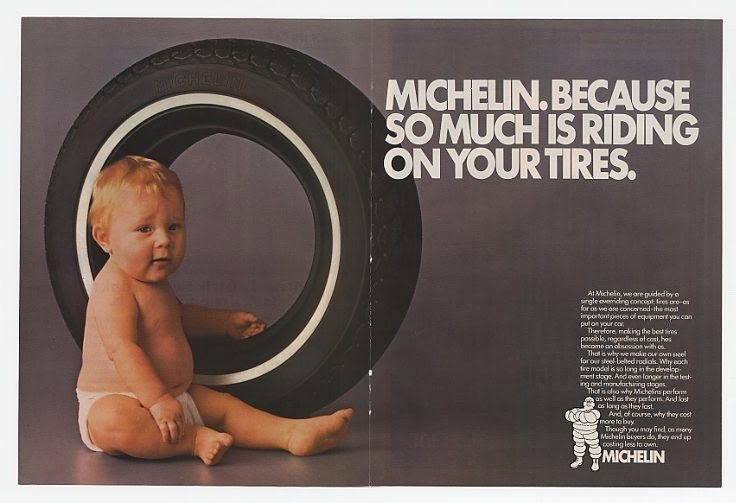 MICHELIN
MICHELIN. BECAUSE
SO MUCH IS RIDING
ON YOUR TIRES.
At Michelin, we are guided by a
single overriding concept: tires are–as
far as we are concerned–the most
important pieces of equipment you can
put on your car.
Therefore, making the best tires
possible, regardless of cost, has
become an obsession with us.
That is why we make our own steel
for our steel-belted radials. Why each
tire model is so long in the develop-
ment stage. And even longer in the test-
ing and manufacturing stages.
That is also why Michelins perform
as well as they perform. And last
as long as they last.
And, of course, why they cost
more to buy.
Though you may find, as many
Michelin buyers do, they end up
costing less to own.
MICHELIN